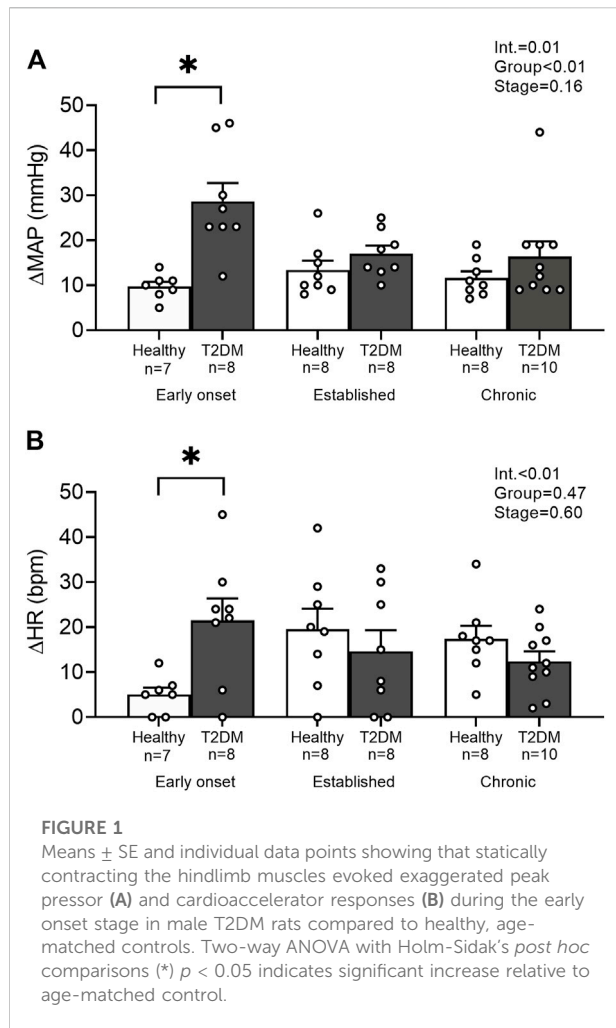 A
Int.=0.01
Group<0.01
Stage=0.16
*
ΔMAP (mmHg)
50
40
30
20
10
0
Healthy T2DM Healthy T2DM Healthy T2DM
n=7 n=8 n=8 n=8 n=8 n=10
Early onset Established Chronic
B
Int.<0.01
Group=0.47
Stage=0.60
*
ΔHR (bpm)
50
40
30
20
10
0
Healthy T2DM Healthy T2DM Healthy T2DM
n=7 n=8 n=8 n=8 n=8 n=10
Early onset Established Chronic
FIGURE 1
Means ± SE and individual data points showing that statically
contracting the hindlimb muscles evoked exaggerated peak
pressor (A) and cardioaccelerator responses (B) during the early
onset stage in male T2DM rats compared to healthy, age-
matched controls. Two-way ANOVA with Holm-Sidak's post hoc
comparisons (*) p < 0.05 indicates significant increase relative to
age-matched control.